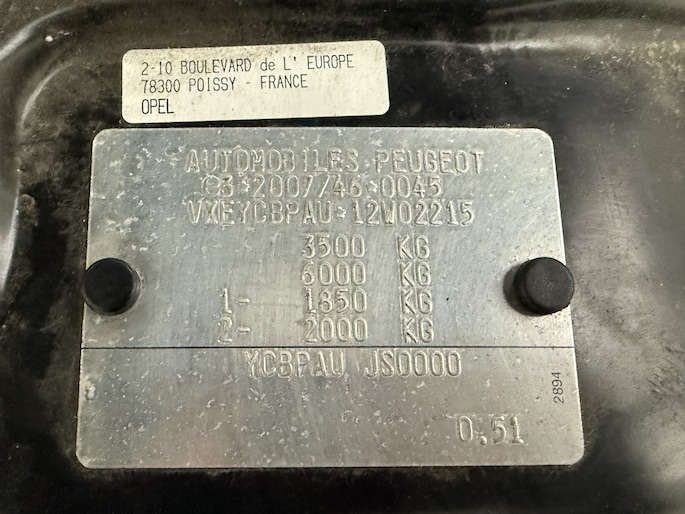 2-10 BOULEVARD de L' EUROPE
78300 POISSY - FRANCE
OPEL
AUTOMOBILES PEUGEOT
e3*2007/46*0045
VXEYCBPAU*12W02215
3500 KG
6000 KG
1- 1850 KG
2- 2000 KG
YCBPAU JS0000
2894
0.51